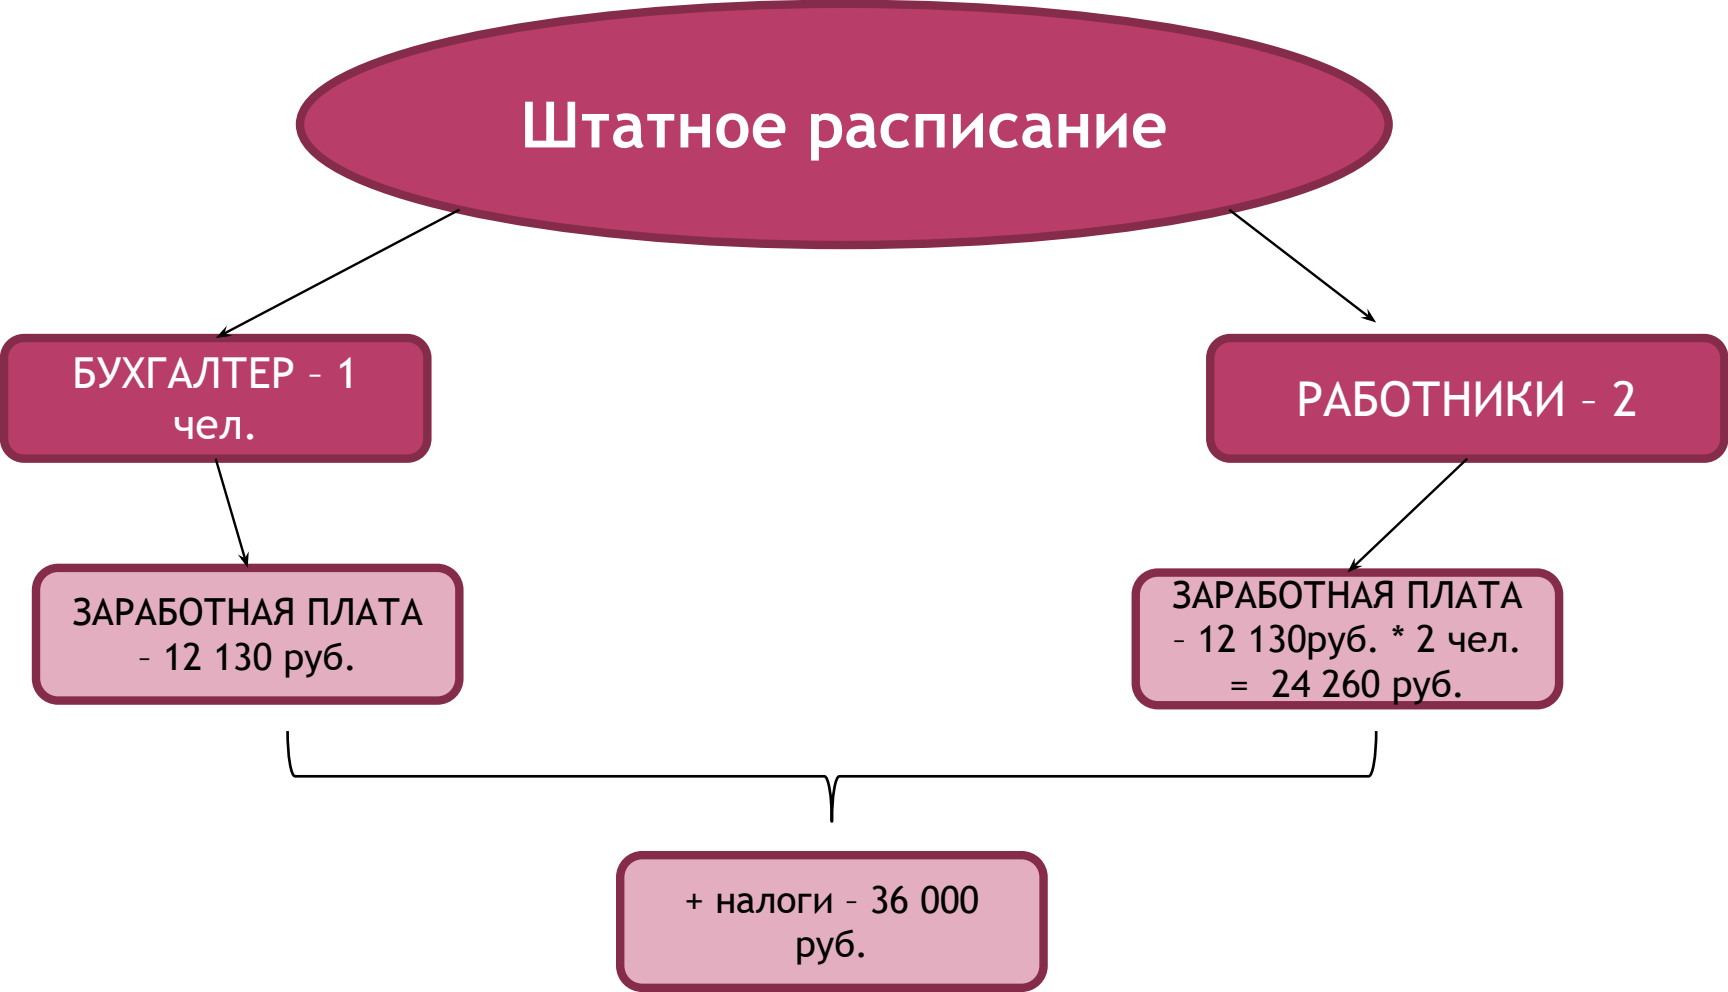 Штатное расписание
БУХГАЛТЕР – 1
чел.
РАБОТНИКИ – 2
ЗАРАБОТНАЯ ПЛАТА
– 12 130 руб.
ЗАРАБОТНАЯ ПЛАТА
– 12 130руб. * 2 чел.
= 24 260 руб.
+ налоги – 36 000
руб.